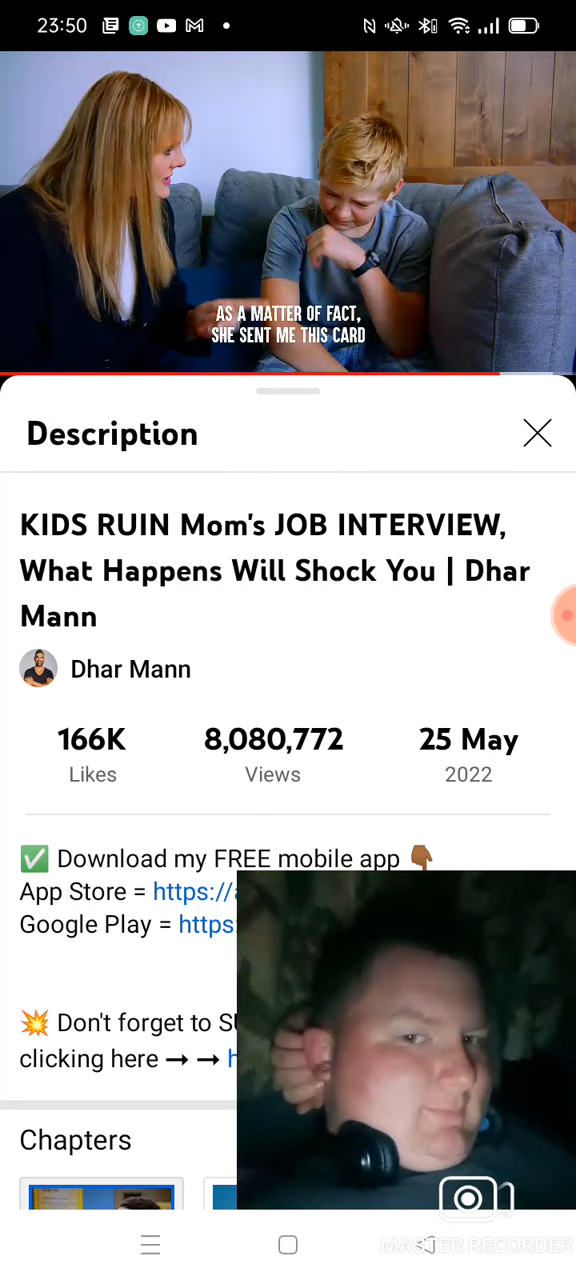 23:50
AS A MATTER OF FACT,
SHE SENT ME THIS CARD
Description
KIDS RUIN Mom's JOB INTERVIEW,
What Happens Will Shock You | Dhar
Mann
Dhar Mann
166K 8,080,772 25 May
Likes Views 2022
✅ Download my FREE mobile app 👇🏾
App Store = https://
Google Play = https:
💥 Don't forget to
clicking here ➞ ➞
Chapters
MASTER RECORDER